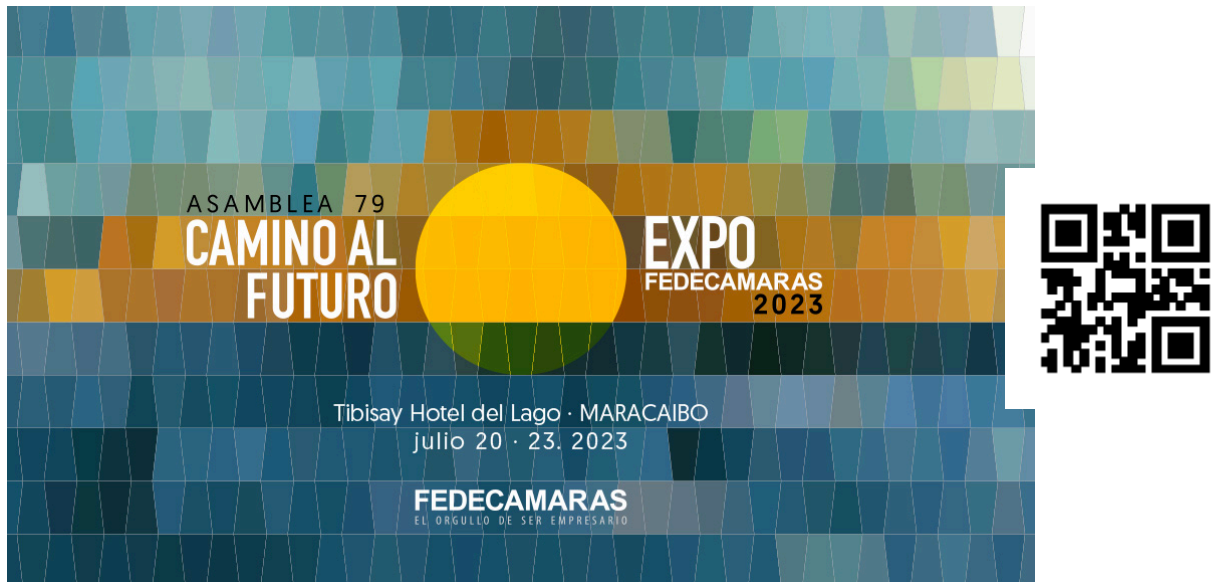 ASAMBLEA 79
CAMINO AL
FUTURO
EXPO
FEDECAMARAS
2023
Tibisay Hotel del Lago · MARACAIBO
julio 20 · 23. 2023
FEDECAMARAS
EL ORGULLO DE SER EMPRESARIO